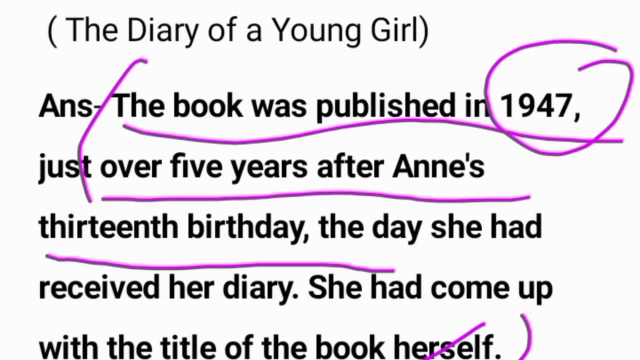 ( The Diary of a Young Girl)
Ans- The book was published in 1947,
just over five years after Anne's
thirteenth birthday, the day she had
received her diary. She had come up
with the title of the book herself.